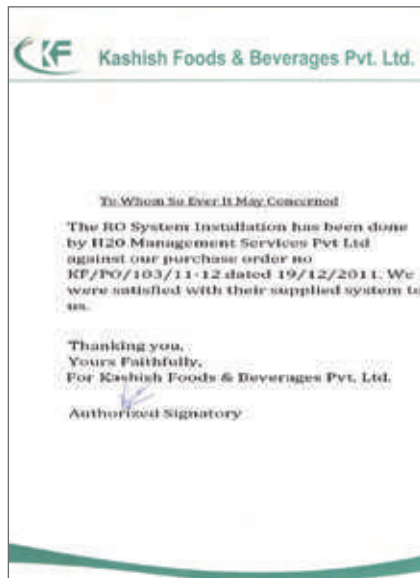 CKF
Kashish Foods & Beverages Pvt. Ltd.
To Whom So Ever It May Concerned
The RO System Installation has been done
by H20 Management Services Pvt Ltd
against our purchase order no
KF/PO/103/11-12 dated 19/12/2011. We
were satisfied with their supplied system to
us.
Thanking you,
Yours Faithfully,
For Kashish Foods & Beverages Pvt. Ltd.
Authorized Signatory